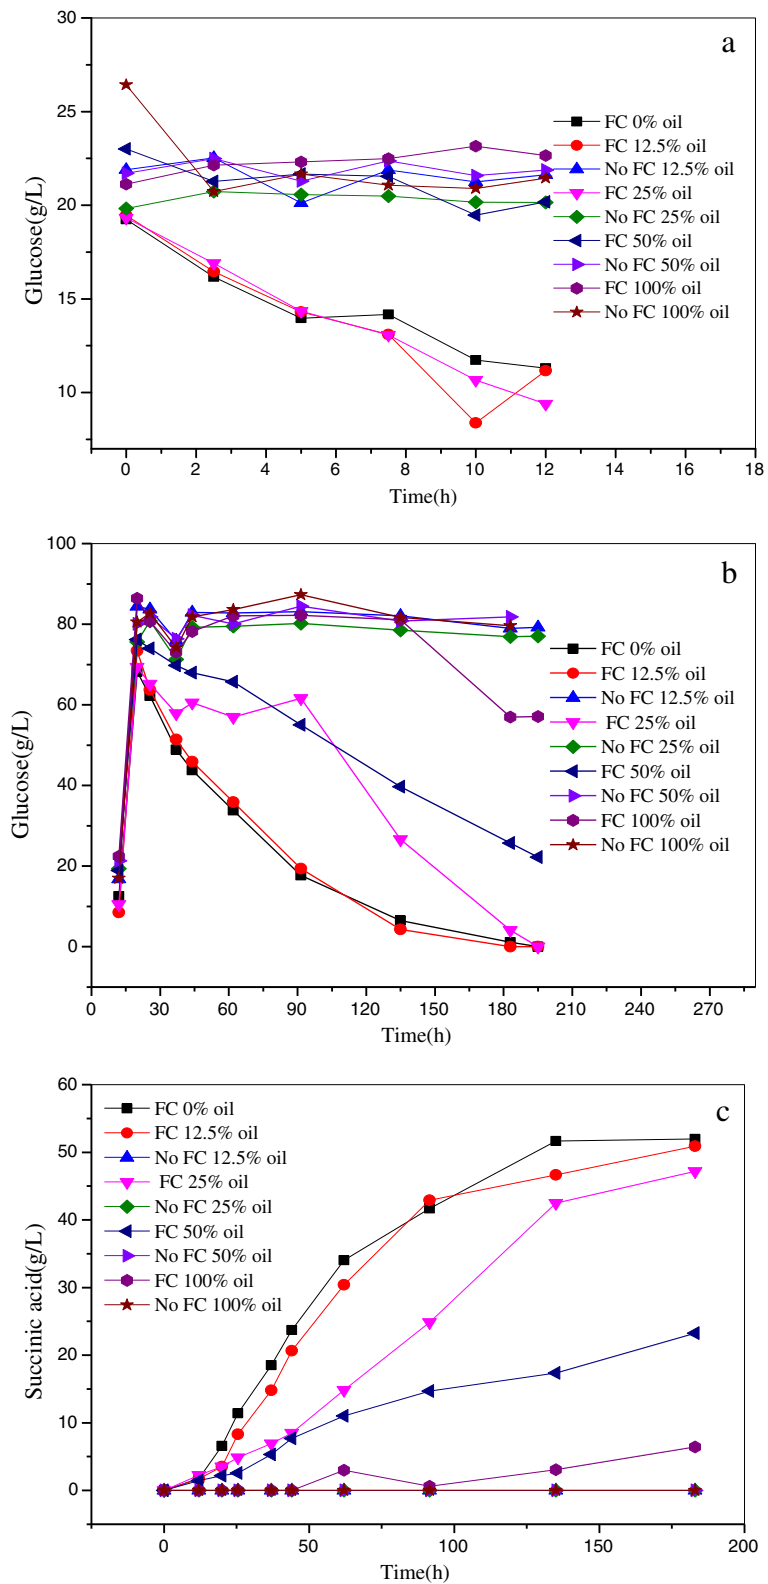 a
30
25
20
15
10
Glucose(g/L)
FC 0% oil
FC 12.5% oil
No FC 12.5% oil
FC 25% oil
No FC 25% oil
FC 50% oil
No FC 50% oil
FC 100% oil
No FC 100% oil
0 2 4 6 8 10 12 14 16 18
Time(h)
b
100
80
60
40
20
0
Glucose(g/L)
FC 0% oil
FC 12.5% oil
No FC 12.5% oil
FC 25% oil
No FC 25% oil
FC 50% oil
No FC 50% oil
FC 100% oil
No FC 100% oil
0 30 60 90 120 150 180 210 240 270
Time(h)
c
60
50
40
30
20
10
0
Succinic acid(g/L)
FC 0% oil
FC 12.5% oil
No FC 12.5% oil
FC 25% oil
No FC 25% oil
FC 50% oil
No FC 50% oil
FC 100% oil
No FC 100% oil
0 50 100 150 200
Time(h)